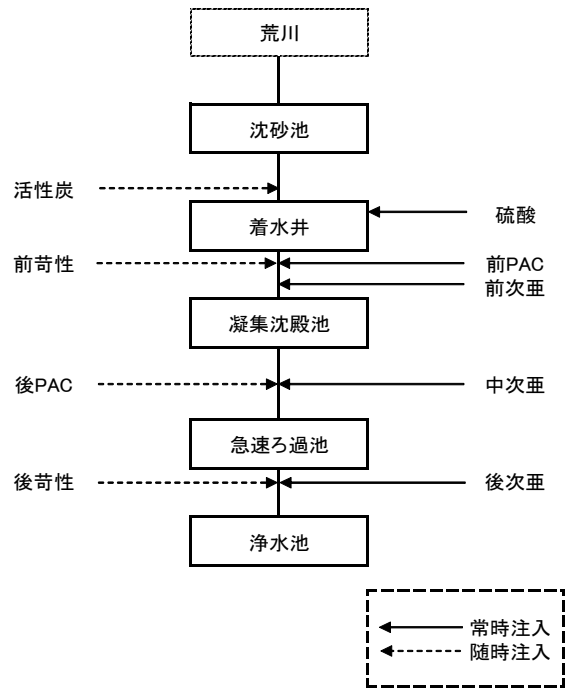 荒川
沈砂池
活性炭
着水井
硫酸
前苛性
前PAC
前次亜
凝集沈殿池
後PAC
中次亜
急速ろ過池
後苛性
後次亜
浄水池
常時注入
随時注入